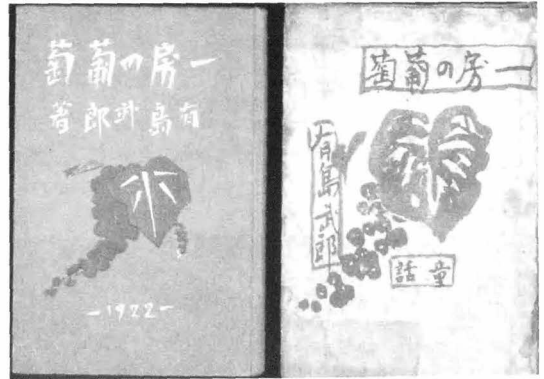 一房の葡萄
有島武郎著
-1922-
一房の葡萄
有島武郎
童話